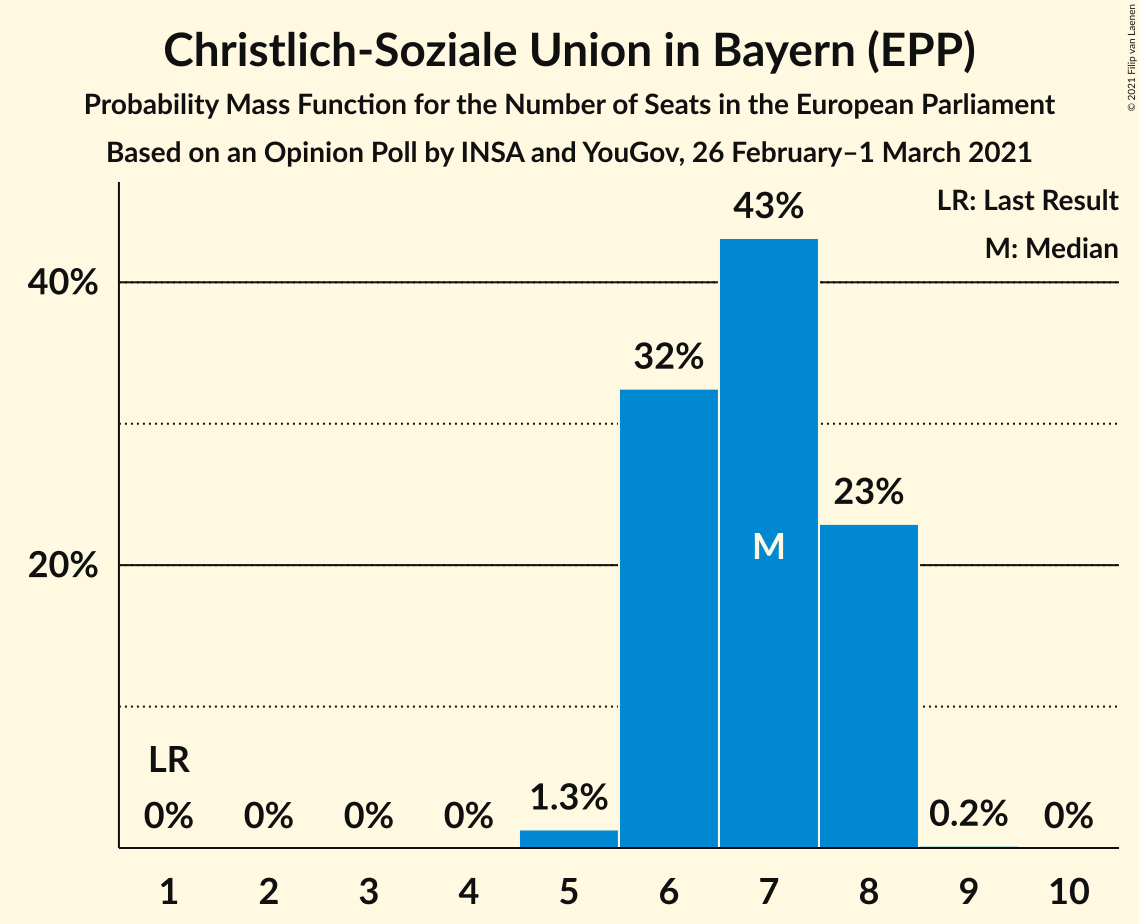 Christlich-Soziale Union in Bayern (EPP)
Probability Mass Function for the Number of Seats in the European Parliament
Based on an Opinion Poll by INSA and YouGov, 26 February–1 March 2021
© 2021 Filip van Laenen
LR: Last Result
M: Median
43%
40%
32%
23%
M
20%
LR
0% 0% 0% 0% 1.3% 0.2% 0%
1 2 3 4 5 6 7 8 9 10